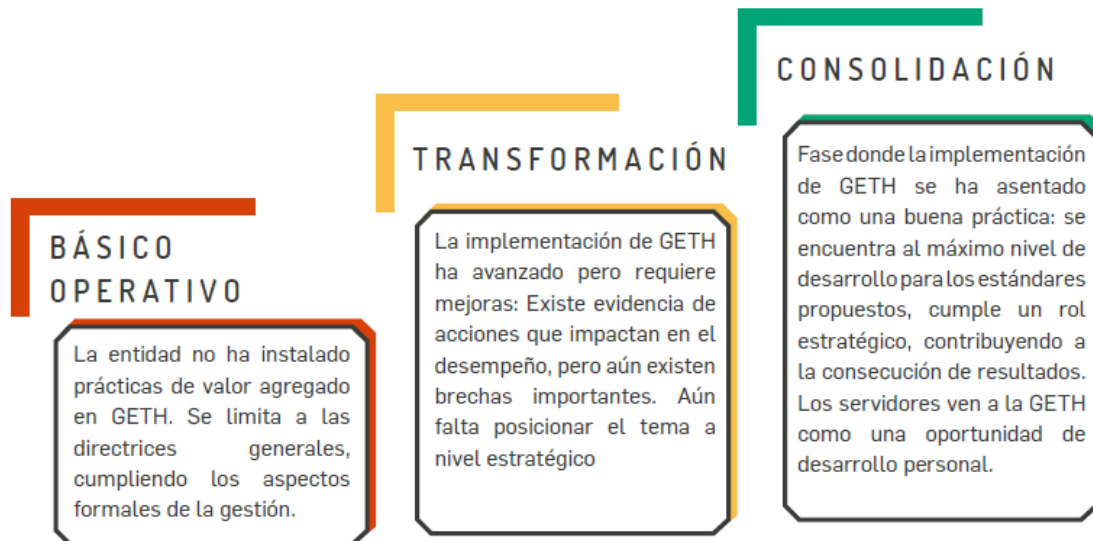 BÁSICO
OPERATIVO
La entidad no ha instalado
prácticas de valor agregado
en GETH. Se limita a las
directrices generales,
cumpliendo los aspectos
formales de la gestión.
TRANSFORMACIÓN
La implementación de GETH
ha avanzado pero requiere
mejoras: Existe evidencia de
acciones que impactan en el
desempeño, pero aún existen
brechas importantes. Aún
falta posicionar el tema a
nivel estratégico
CONSOLIDACIÓN
Fase donde la implementación
de GETH se ha asentado
como una buena práctica: se
encuentra al máximo nivel de
desarrollo para los estándares
propuestos, cumple un rol
estratégico, contribuyendo a
la consecución de resultados.
Los servidores ven a la GETH
como una oportunidad de
desarrollo personal.